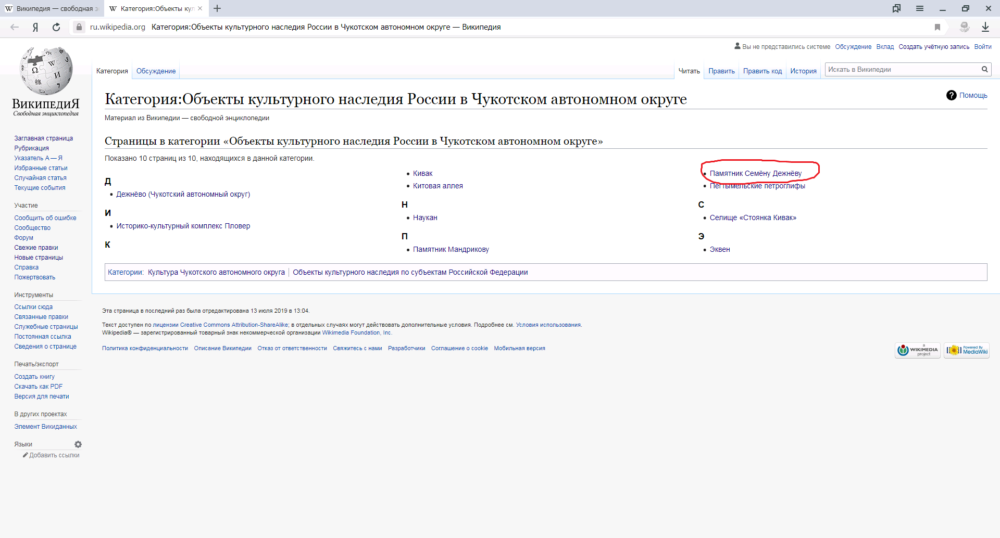 Википедия — свободная э
Категория:Объекты кул
ru.wikipedia.org Категория:Объекты культурного наследия России в Чукотском автономном округе — Википедия
Вы не представились системе Обсуждение Вклад Создать учётную запись Войти
Категория Обсуждение Читать Править Править код История Искать в Википедии
ВикипедиЯ
Свободная энциклопедия
Заглавная страница
Рубрикация
Указатель А — Я
Избранные статьи
Случайная статья
Текущие события
Участие
Сообщить об ошибке
Сообщество
Форум
Свежие правки
Новые страницы
Справка
Пожертвовать
Инструменты
Ссылки сюда
Связанные правки
Служебные страницы
Постоянная ссылка
Сведения о странице
Печать/экспорт
Создать книгу
Скачать как PDF
Версия для печати
В других проектах
Элемент Викиданных
Языки
Добавить ссылки
Категория:Объекты культурного наследия России в Чукотском автономном округе
Помощь
Материал из Википедии — свободной энциклопедии
Страницы в категории «Объекты культурного наследия России в Чукотском автономном округе»
Показано 10 страниц из 10, находящихся в данной категории.
Д
Дежнёво (Чукотский автономный округ)
И
Историко-культурный комплекс Пловер
К
Кивак
Китовая аллея
Н
Наукан
П
Памятник Мандрикову
Памятник Семёну Дежнёву
Пегтымельские петроглифы
С
Селище «Стоянка Кивак»
Э
Эквен
Категории: Культура Чукотского автономного округа | Объекты культурного наследия по субъектам Российской Федерации
Эта страница в последний раз была отредактирована 13 июля 2019 в 13:04.
Текст доступен по лицензии Creative Commons Attribution-ShareAlike; в отдельных случаях могут действовать дополнительные условия. Подробнее см. Условия использования.
Wikipedia® — зарегистрированный товарный знак некоммерческой организации Wikimedia Foundation, Inc.
Политика конфиденциальности Описание Википедии Отказ от ответственности Свяжитесь с нами Разработчики Соглашение о cookie Мобильная версия
a
WIKIMEDIA
project
Powered By
MediaWiki